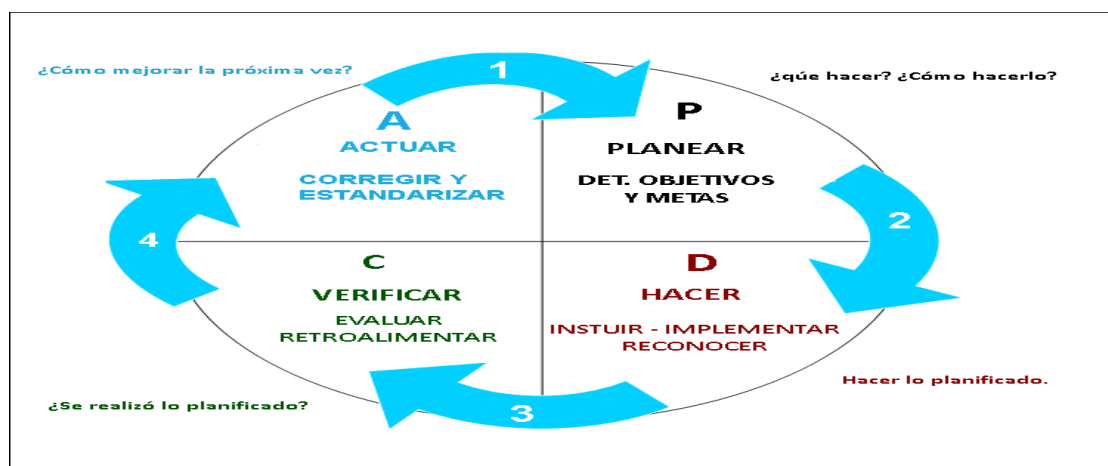 ¿Cómo mejorar la próxima vez?
1
¿qúe hacer? ¿Cómo hacerlo?
A
ACTUAR
CORREGIR Y
ESTANDARIZAR
P
PLANEAR
DET. OBJETIVOS
Y METAS
2
4
C
VERIFICAR
EVALUAR
RETROALIMENTAR
D
HACER
INSTUIR - IMPLEMENTAR
RECONOCER
Hacer lo planificado.
3
¿Se realizó lo planificado?